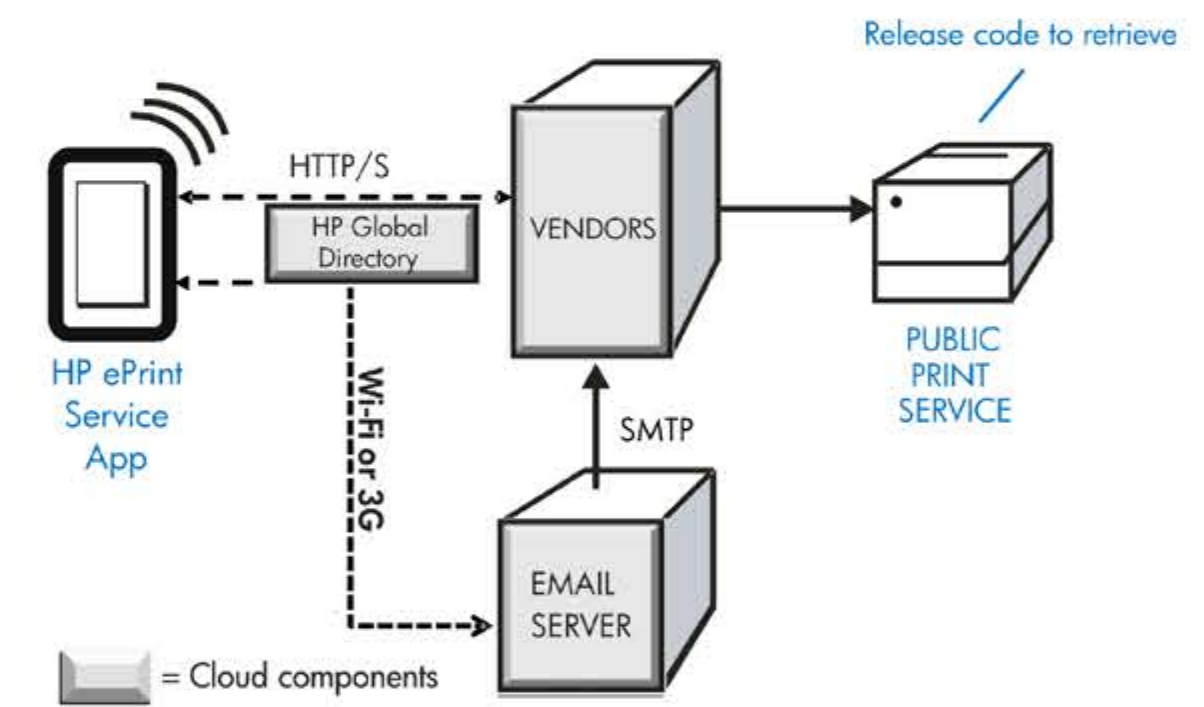 Release code to retrieve
HTTP/S
HP Global
Directory
VENDORS
HP ePrint
Service
App
Wi-Fi or 3G
PUBLIC
PRINT
SERVICE
SMTP
EMAIL
SERVER
= Cloud components